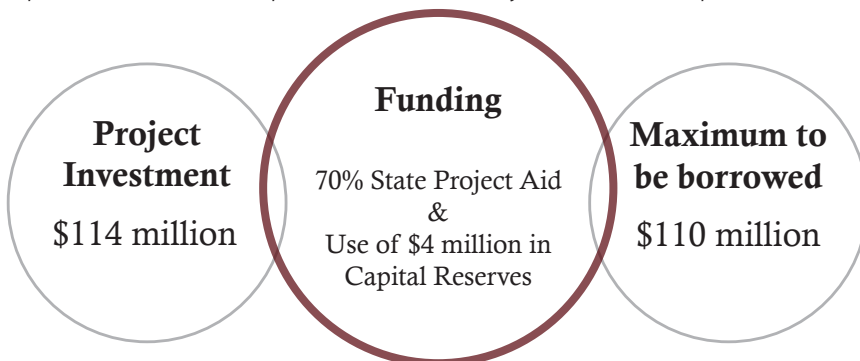 Project
Investment
$114 million
Funding
70% State Project Aid
&
Use of $4 million in
Capital Reserves
Maximum to
be borrowed
$110 million